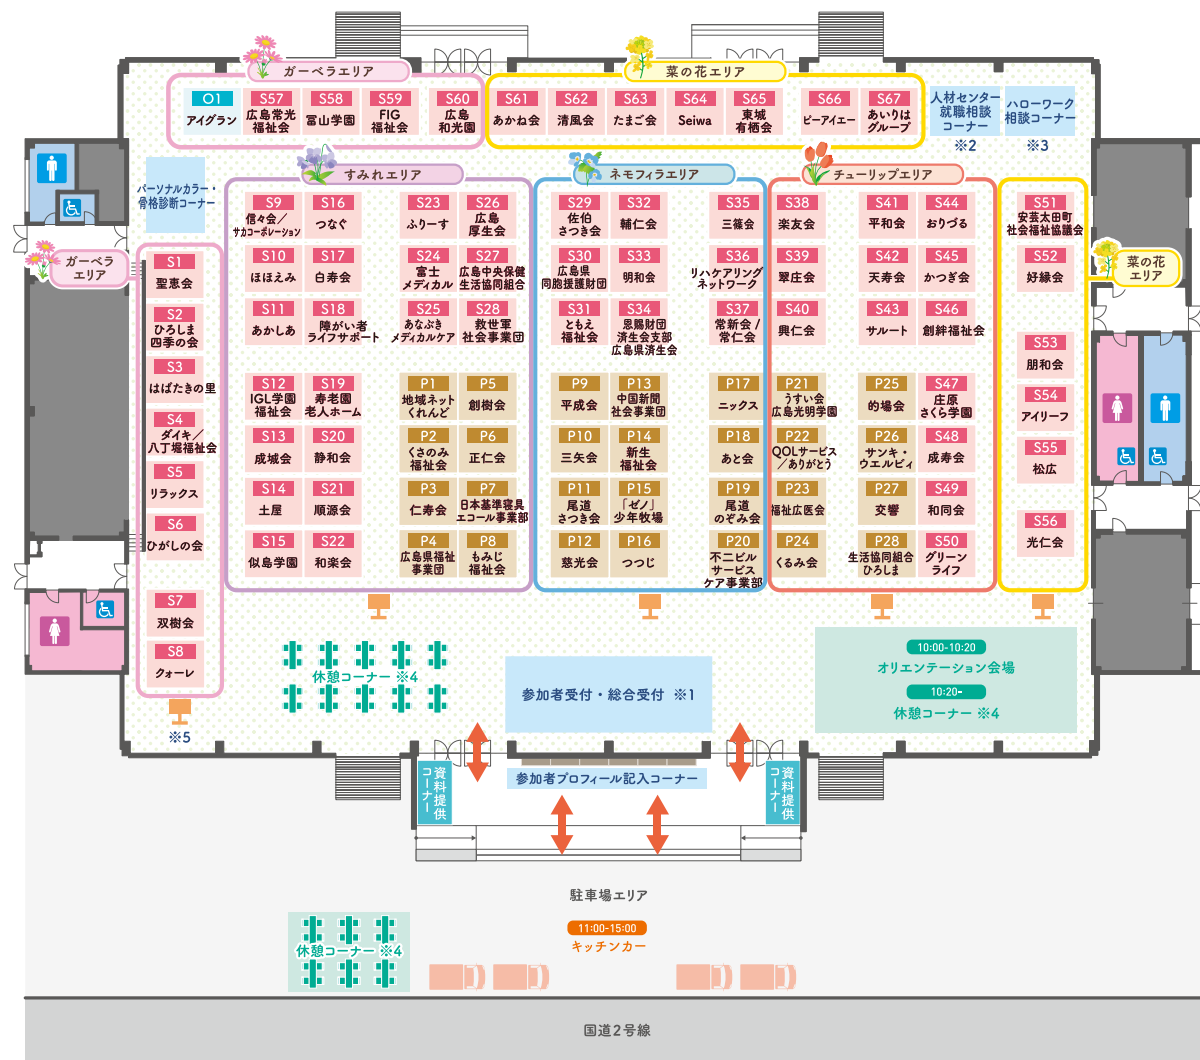 ガーベラエリア
菜の花エリア
O1
アイグラン
S57
広島常光
福祉会
S58
冨山学園
S59
FIG
福祉会
S60
広島
和光園
S61
あかね会
S62
清風会
S63
たまご会
S64
Seiwa
S65
東城
有栖会
S66
ピーアイエー
S67
あいりは
グループ
人材センター
就職相談
コーナー
※2
ハローワーク
相談コーナー
※3
パーソナルカラー・
骨格診断コーナー
すみれエリア
ネモフィラエリア
チューリップエリア
ガーベラ
エリア
菜の花
エリア
S1
聖恵会
S2
ひろしま
四季の会
S3
はばたきの里
S4
ダイキ／
八丁堀福祉会
S5
リラックス
S6
ひがしの会
S7
双樹会
S8
クォーレ
※5
S9
信々会／
サカコーポレーション
S10
ほほえみ
S11
あかしあ
S12
IGL学園
福祉会
S13
成城会
S14
土屋
S15
似島学園
S16
つなぐ
S17
白寿会
S18
障がい者
ライフサポート
S19
寿老園
老人ホーム
S20
静和会
S21
順源会
S22
和楽会
S23
ふりーす
S24
富士
メディカル
S25
あなぶき
メディカルケア
P1
地域ネット
くれんど
P2
くさのみ
福祉会
P3
仁寿会
P4
広島県福祉
事業団
S26
広島
厚生会
S27
広島中央保健
生活協同組合
S28
救世軍
社会事業団
P5
創樹会
P6
正仁会
P7
日本基準寝具
エコール事業部
P8
もみじ
福祉会
S29
佐伯
さつき会
S30
広島県
同胞援護財団
S31
ともえ
福祉会
P9
平成会
P10
三矢会
P11
尾道
さつき会
P12
慈光会
S32
輔仁会
S33
明和会
S34
恩賜財団
済生会支部
広島県済生会
P13
中国新聞
社会事業団
P14
新生
福祉会
P15
「ゼノ」
少年牧場
P16
つつじ
S35
三篠会
S36
リハケアリング
ネットワーク
S37
常新会／
常仁会
P17
ニックス
P18
あと会
P19
尾道
のぞみ会
P20
不二ビル
サービス
ケア事業部
S38
楽友会
S39
翠庄会
S40
興仁会
P21
うすい会
広島光明学園
P22
QOLサービス
／ありがとう
P23
福祉広医会
P24
くるみ会
S41
平和会
S42
天寿会
S43
サルート
P25
的場会
P26
サンキ・
ウエルビィ
P27
交響
P28
生活協同組合
ひろしま
S44
おりづる
S45
かつぎ会
S46
創絆福祉会
S47
庄原
さくら学園
S48
成寿会
S49
和同会
S50
グリーン
ライフ
S51
安芸太田町
社会福祉協議会
S52
好縁会
S53
朋和会
S54
アイリーフ
S55
松広
S56
光仁会
休憩コーナー ※4
参加者受付・総合受付 ※1
10:00-10:20
オリエンテーション会場
10:20-
休憩コーナー ※4
資料提供
コーナー
参加者プロフィール記入コーナー
資料提供
コーナー
駐車場エリア
11:00-15:00
キッチンカー
休憩コーナー ※4
国道2号線